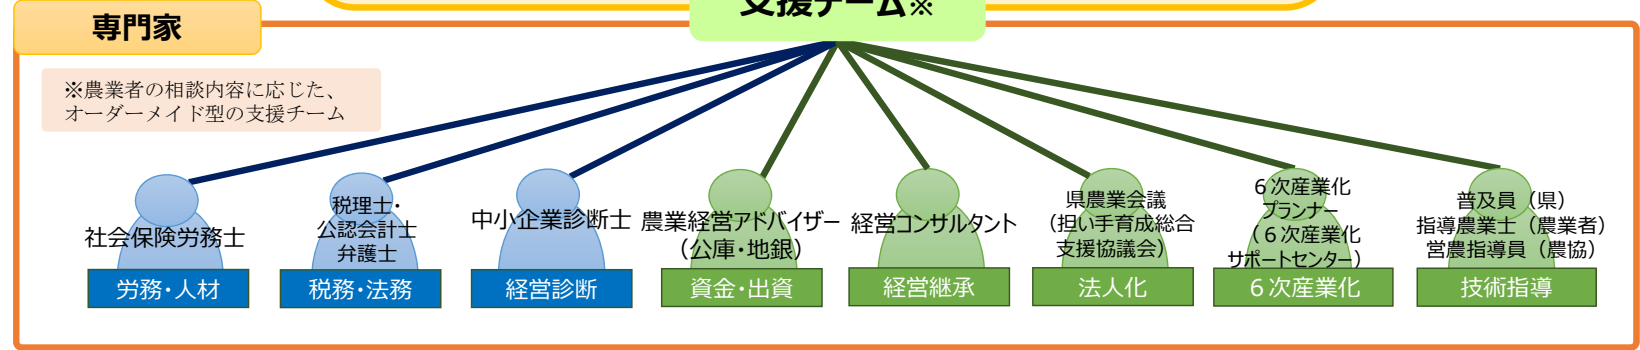 支援チーム※
専門家
※農業者の相談内容に応じた、
オーダーメイド型の支援チーム
社会保険労務士
労務・人材
税理士・
公認会計士
弁護士
税務・法務
中小企業診断士
経営診断
農業経営アドバイザー
（公庫・地銀）
資金・出資
経営コンサルタント
経営継承
県農業会議
（担い手育成総合
支援協議会）
法人化
６次産業化
プランナー
（６次産業化
サポートセンター）
６次産業化
普及員（県）
指導農業士（農業者）
営農指導員（農協）
技術指導